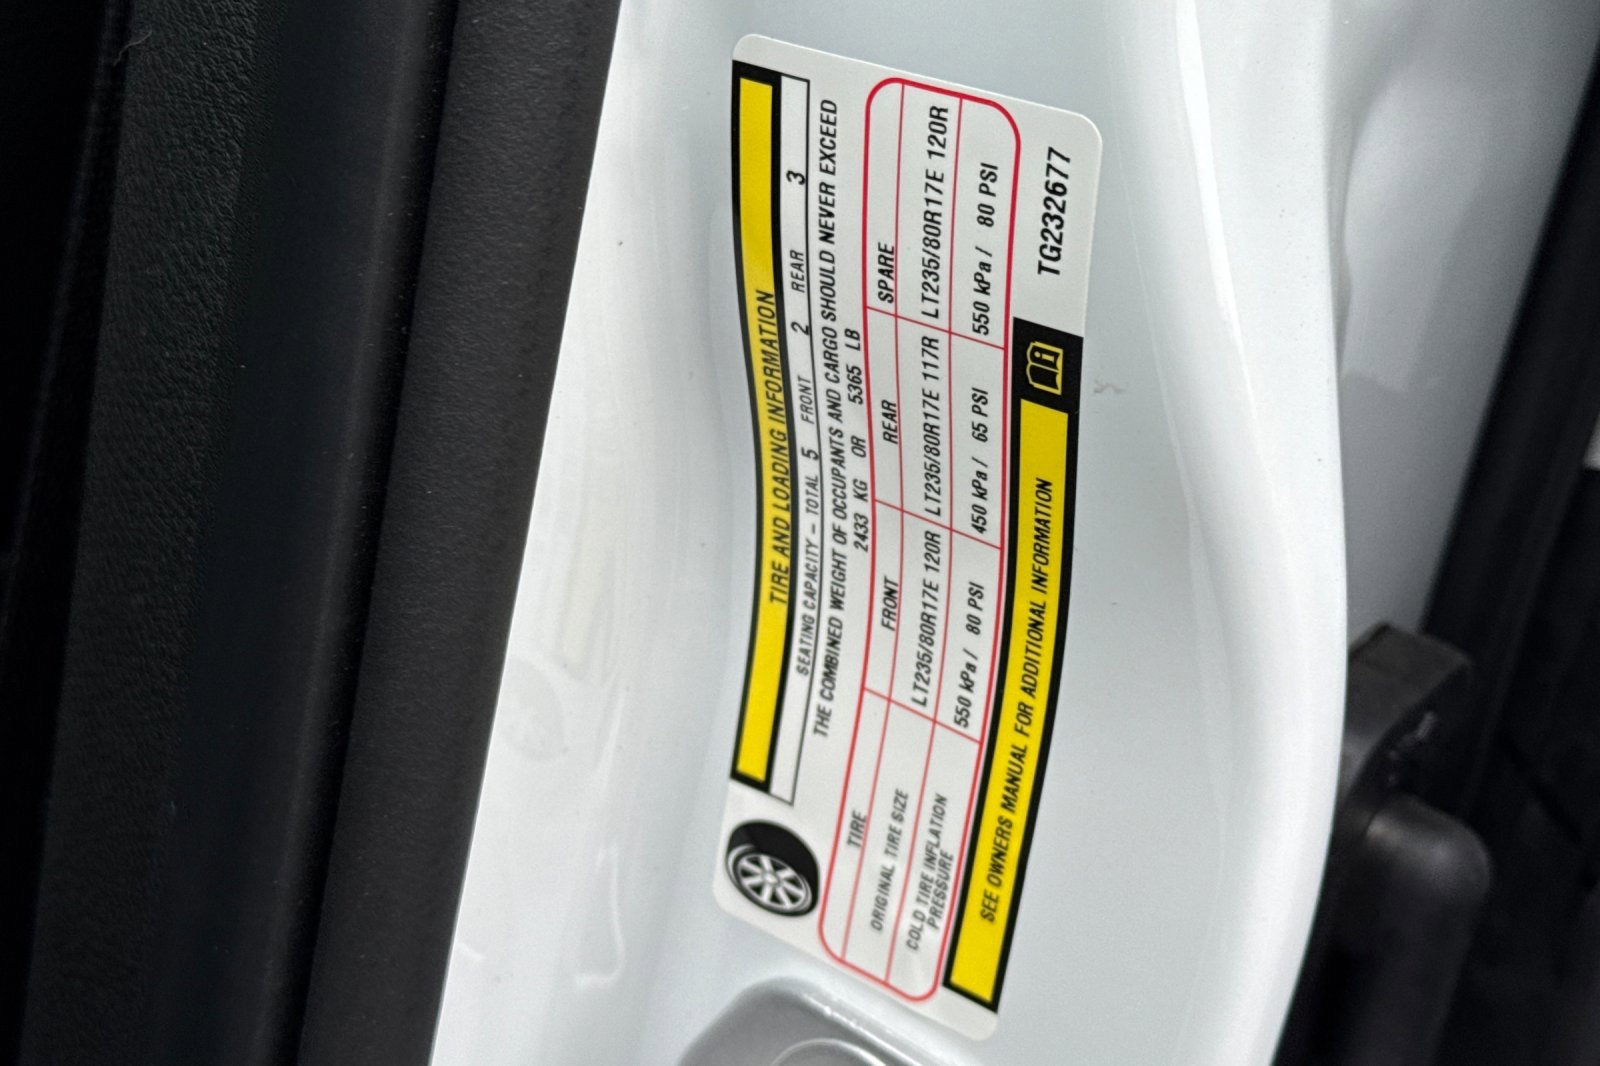 TIRE AND LOADING INFORMATION
SEATING CAPACITY – TOTAL 5 FRONT 2 REAR 3
THE COMBINED WEIGHT OF OCCUPANTS AND CARGO SHOULD NEVER EXCEED
2433 KG OR 5365 LB
TIRE FRONT REAR SPARE
ORIGINAL TIRE SIZE LT235/80R17E 120R LT235/80R17E 117R LT235/80R17E 120R
COLD TIRE INFLATION
PRESSURE 550 kPa / 80 PSI 450 kPa / 65 PSI 550 kPa / 80 PSI
SEE OWNERS MANUAL FOR ADDITIONAL INFORMATION
TG232677